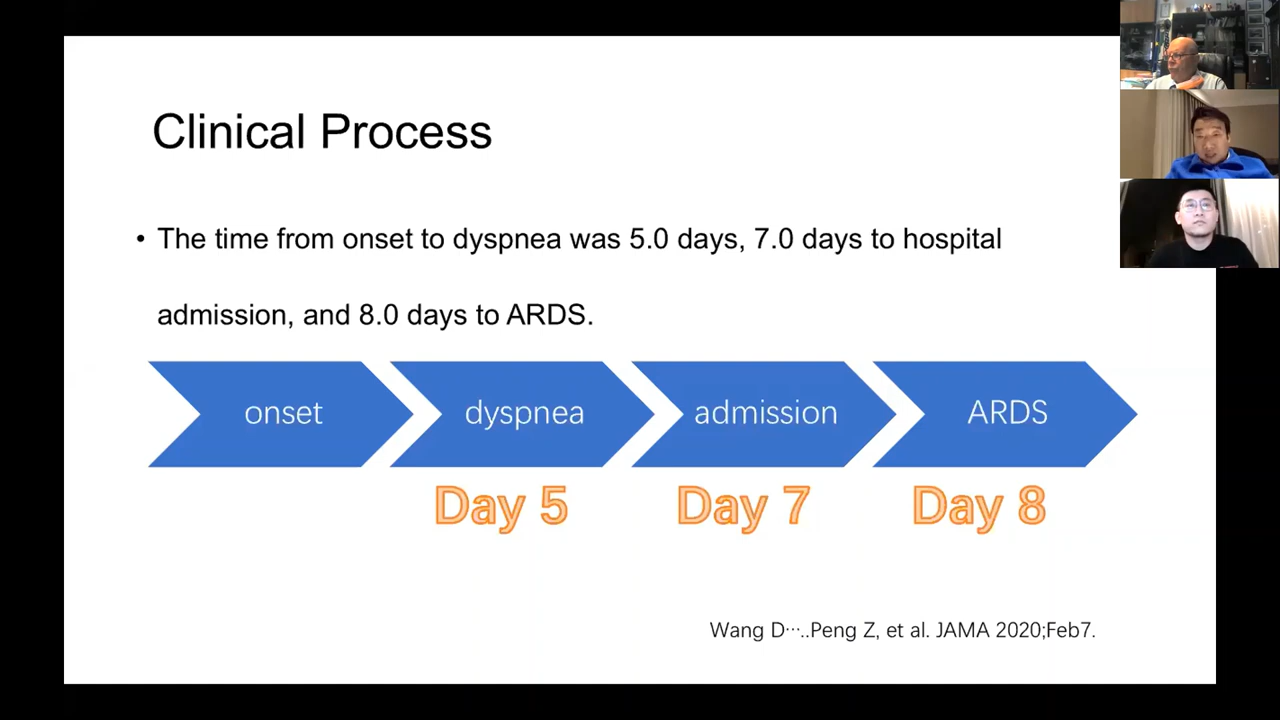 Clinical Process
• The time from onset to dyspnea was 5.0 days, 7.0 days to hospital
admission, and 8.0 days to ARDS.
onset
dyspnea
admission
ARDS
Day 5
Day 7
Day 8
Wang D···..Peng Z, et al. JAMA 2020;Feb7.